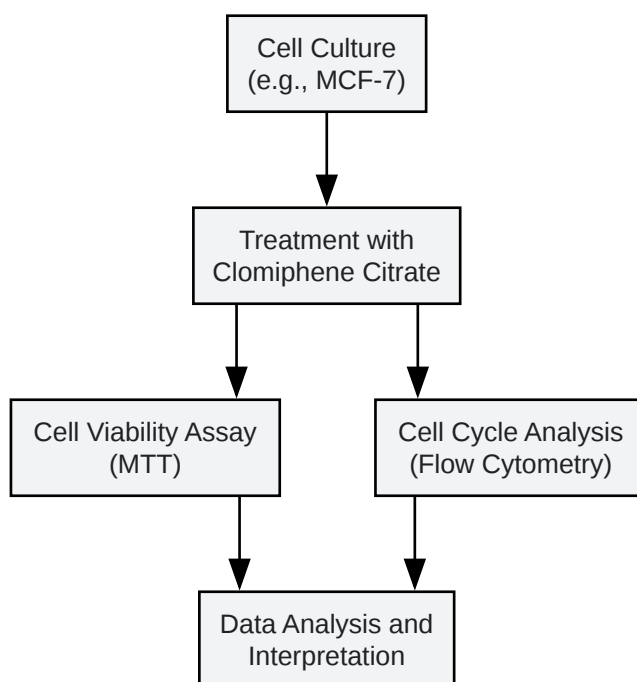 Cell Culture
(e.g., MCF-7)
Treatment with
Clomiphene Citrate
Cell Viability Assay
(MTT)
Cell Cycle Analysis
(Flow Cytometry)
Data Analysis and
Interpretation